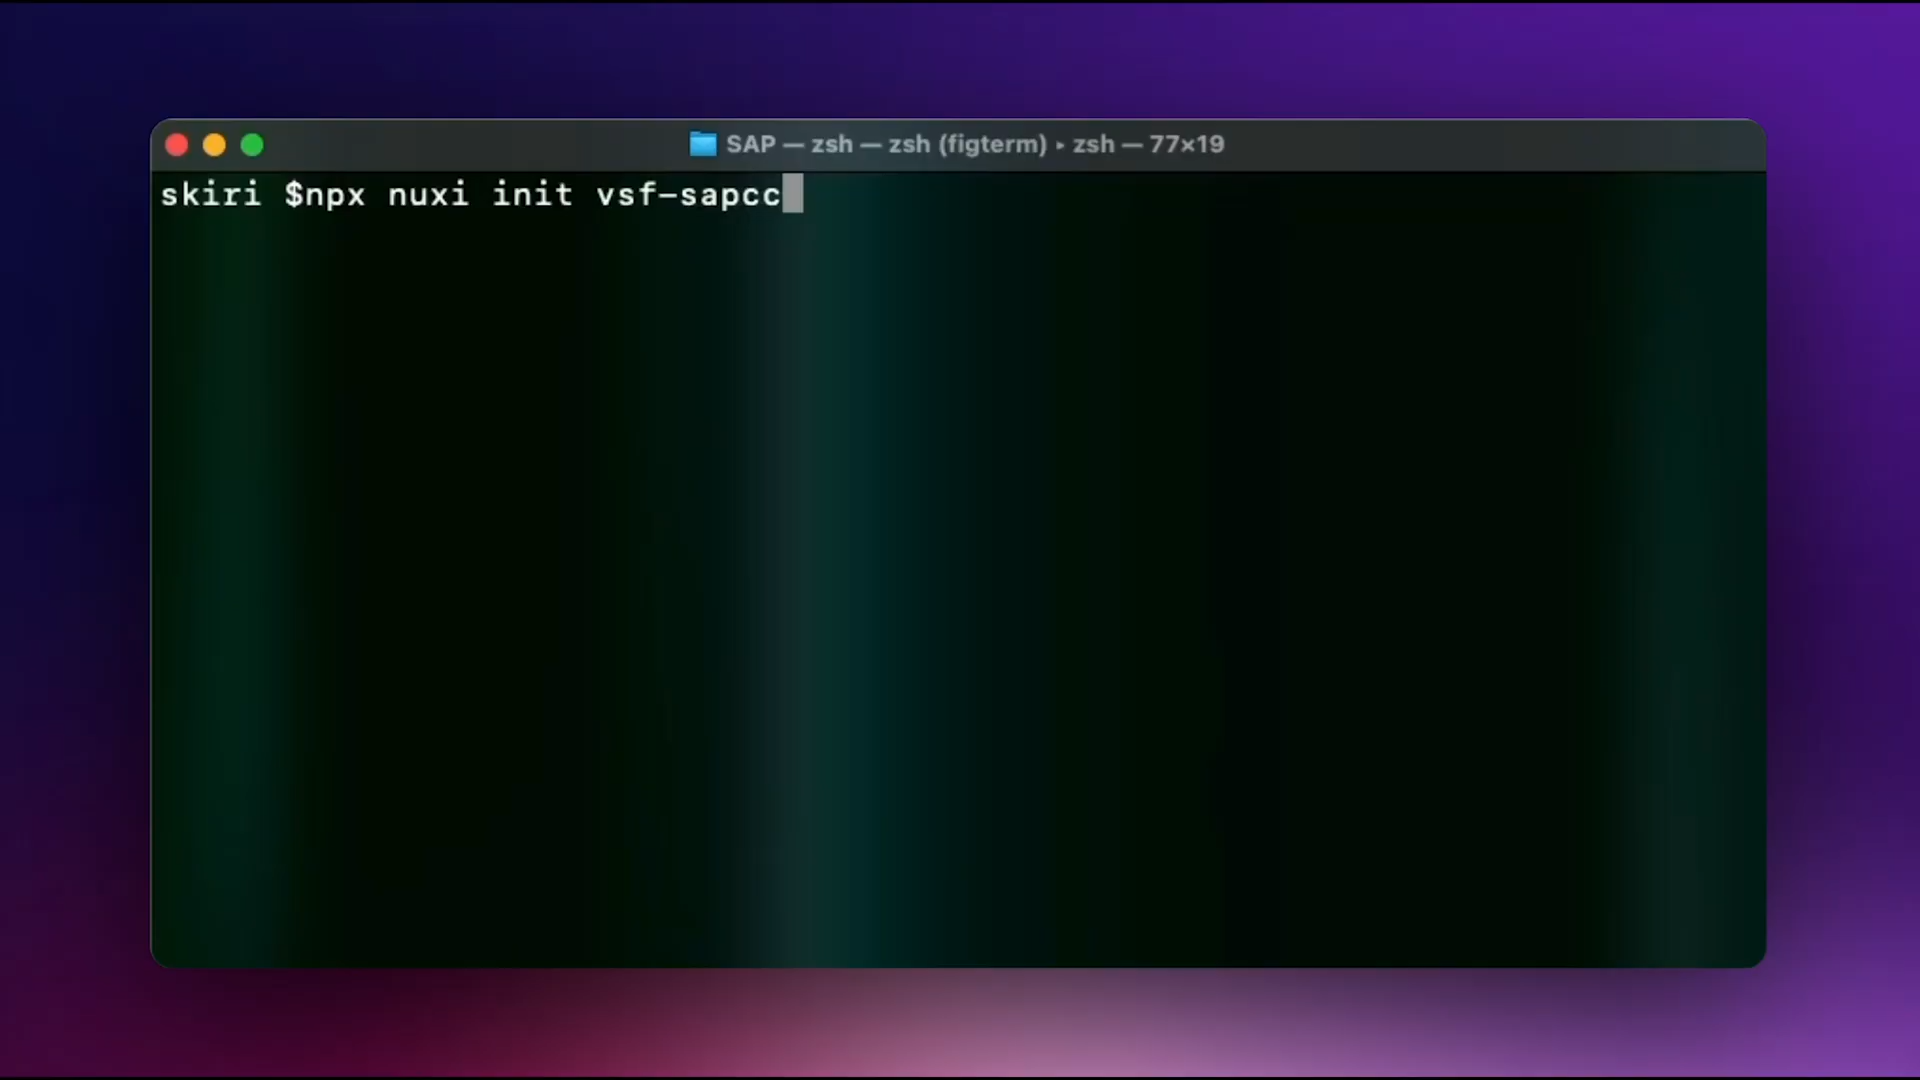 SAP — zsh — zsh (figterm) ▸ zsh — 77×19
skiri $npx nuxi init vsf-sapcc